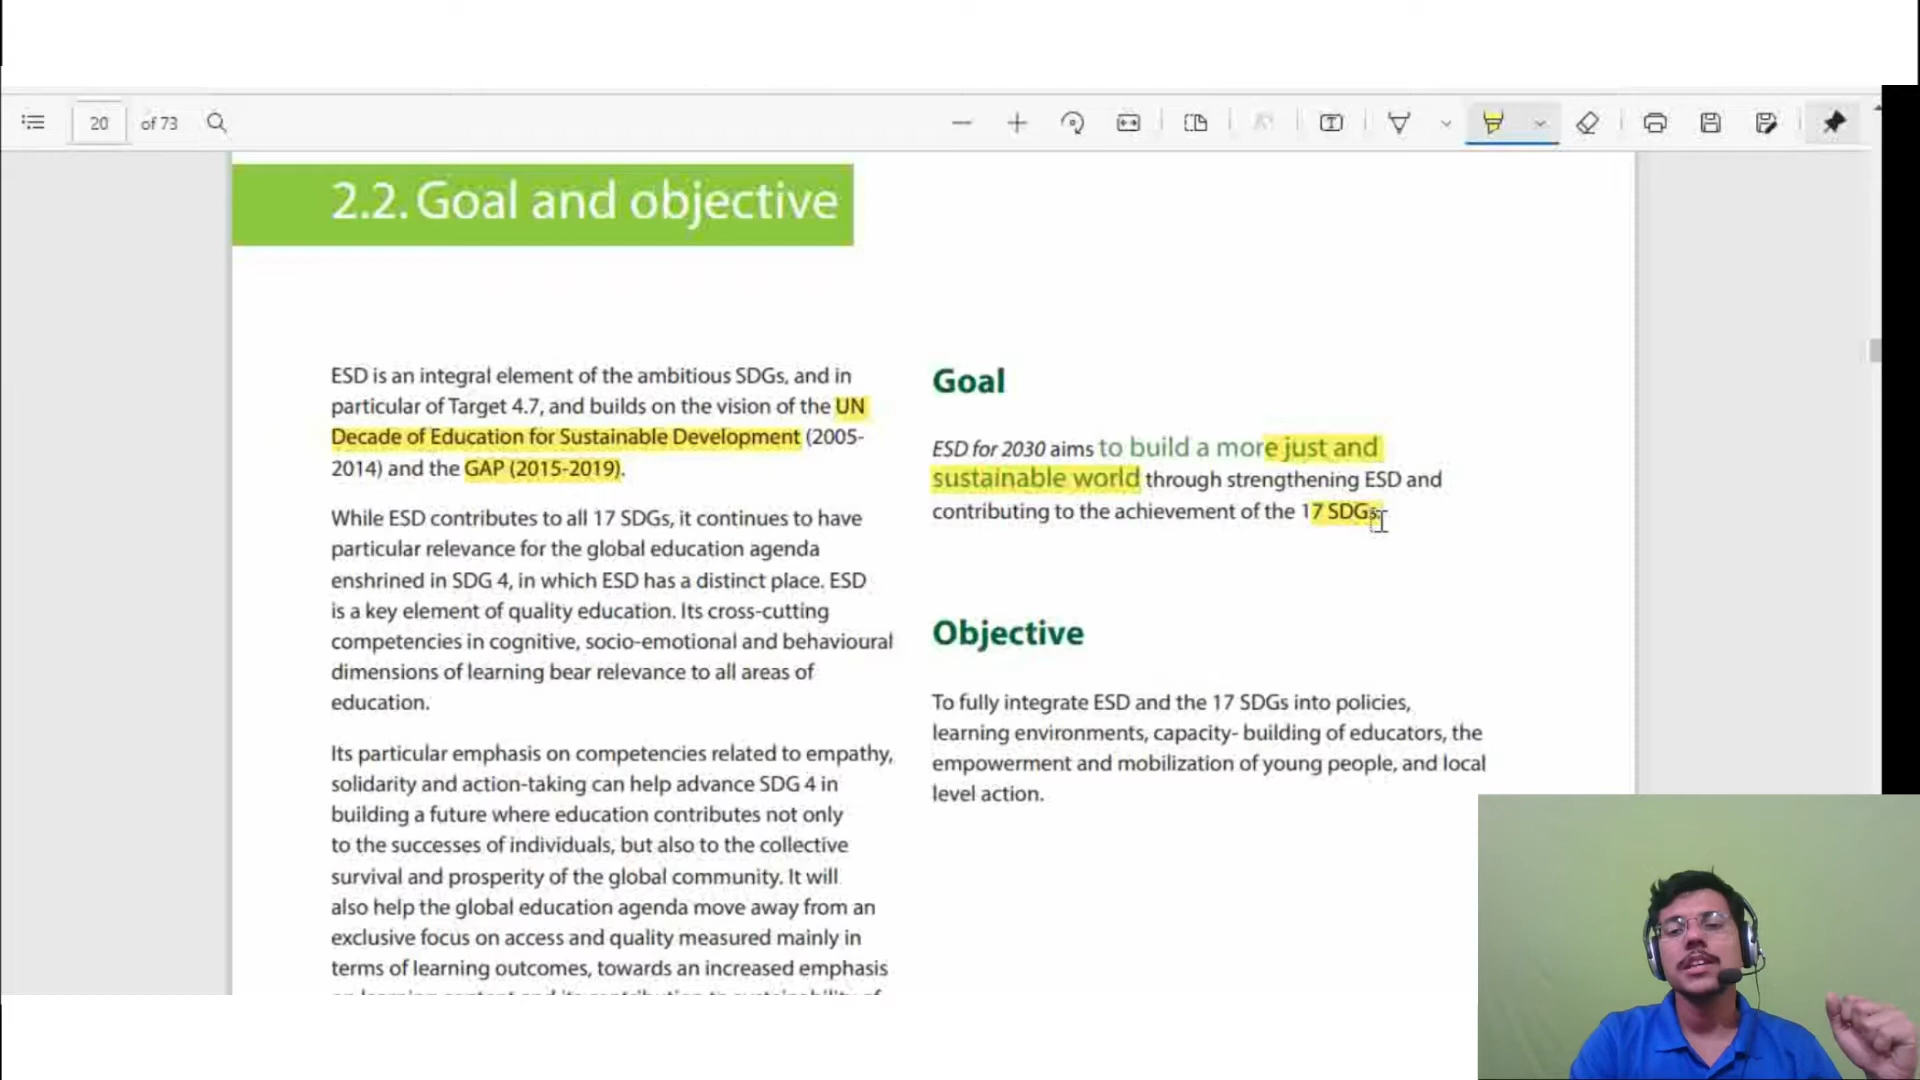 20 of 73
2.2. Goal and objective
ESD is an integral element of the ambitious SDGs, and in
particular of Target 4.7, and builds on the vision of the UN
Decade of Education for Sustainable Development (2005-
2014) and the GAP (2015-2019).
While ESD contributes to all 17 SDGs, it continues to have
particular relevance for the global education agenda
enshrined in SDG 4, in which ESD has a distinct place. ESD
is a key element of quality education. Its cross-cutting
competencies in cognitive, socio-emotional and behavioural
dimensions of learning bear relevance to all areas of
education.
Its particular emphasis on competencies related to empathy,
solidarity and action-taking can help advance SDG 4 in
building a future where education contributes not only
to the successes of individuals, but also to the collective
survival and prosperity of the global community. It will
also help the global education agenda move away from an
exclusive focus on access and quality measured mainly in
terms of learning outcomes, towards an increased emphasis
Goal
ESD for 2030 aims to build a more just and
sustainable world through strengthening ESD and
contributing to the achievement of the 17 SDGs.
Objective
To fully integrate ESD and the 17 SDGs into policies,
learning environments, capacity- building of educators, the
empowerment and mobilization of young people, and local
level action.